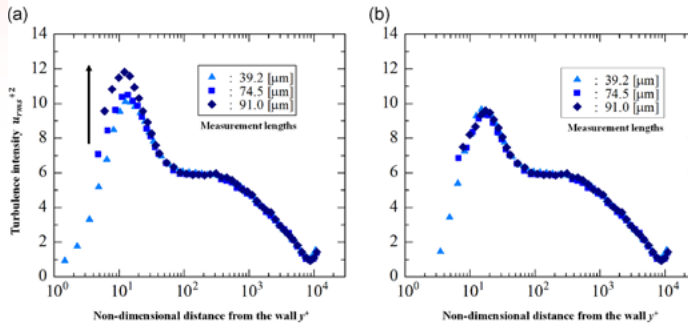 (a)
14
12
10
8
6
4
2
0
Turbulence intensity u_rms^+2
: 39.2 [μm]
: 74.5 [μm]
: 91.0 [μm]
Measurement lengths
10^0 10^1 10^2 10^3 10^4
Non-dimensional distance from the wall y^+
(b)
14
12
10
8
6
4
2
0
: 39.2 [μm]
: 74.5 [μm]
: 91.0 [μm]
Measurement lengths
10^0 10^1 10^2 10^3 10^4
Non-dimensional distance from the wall y^+